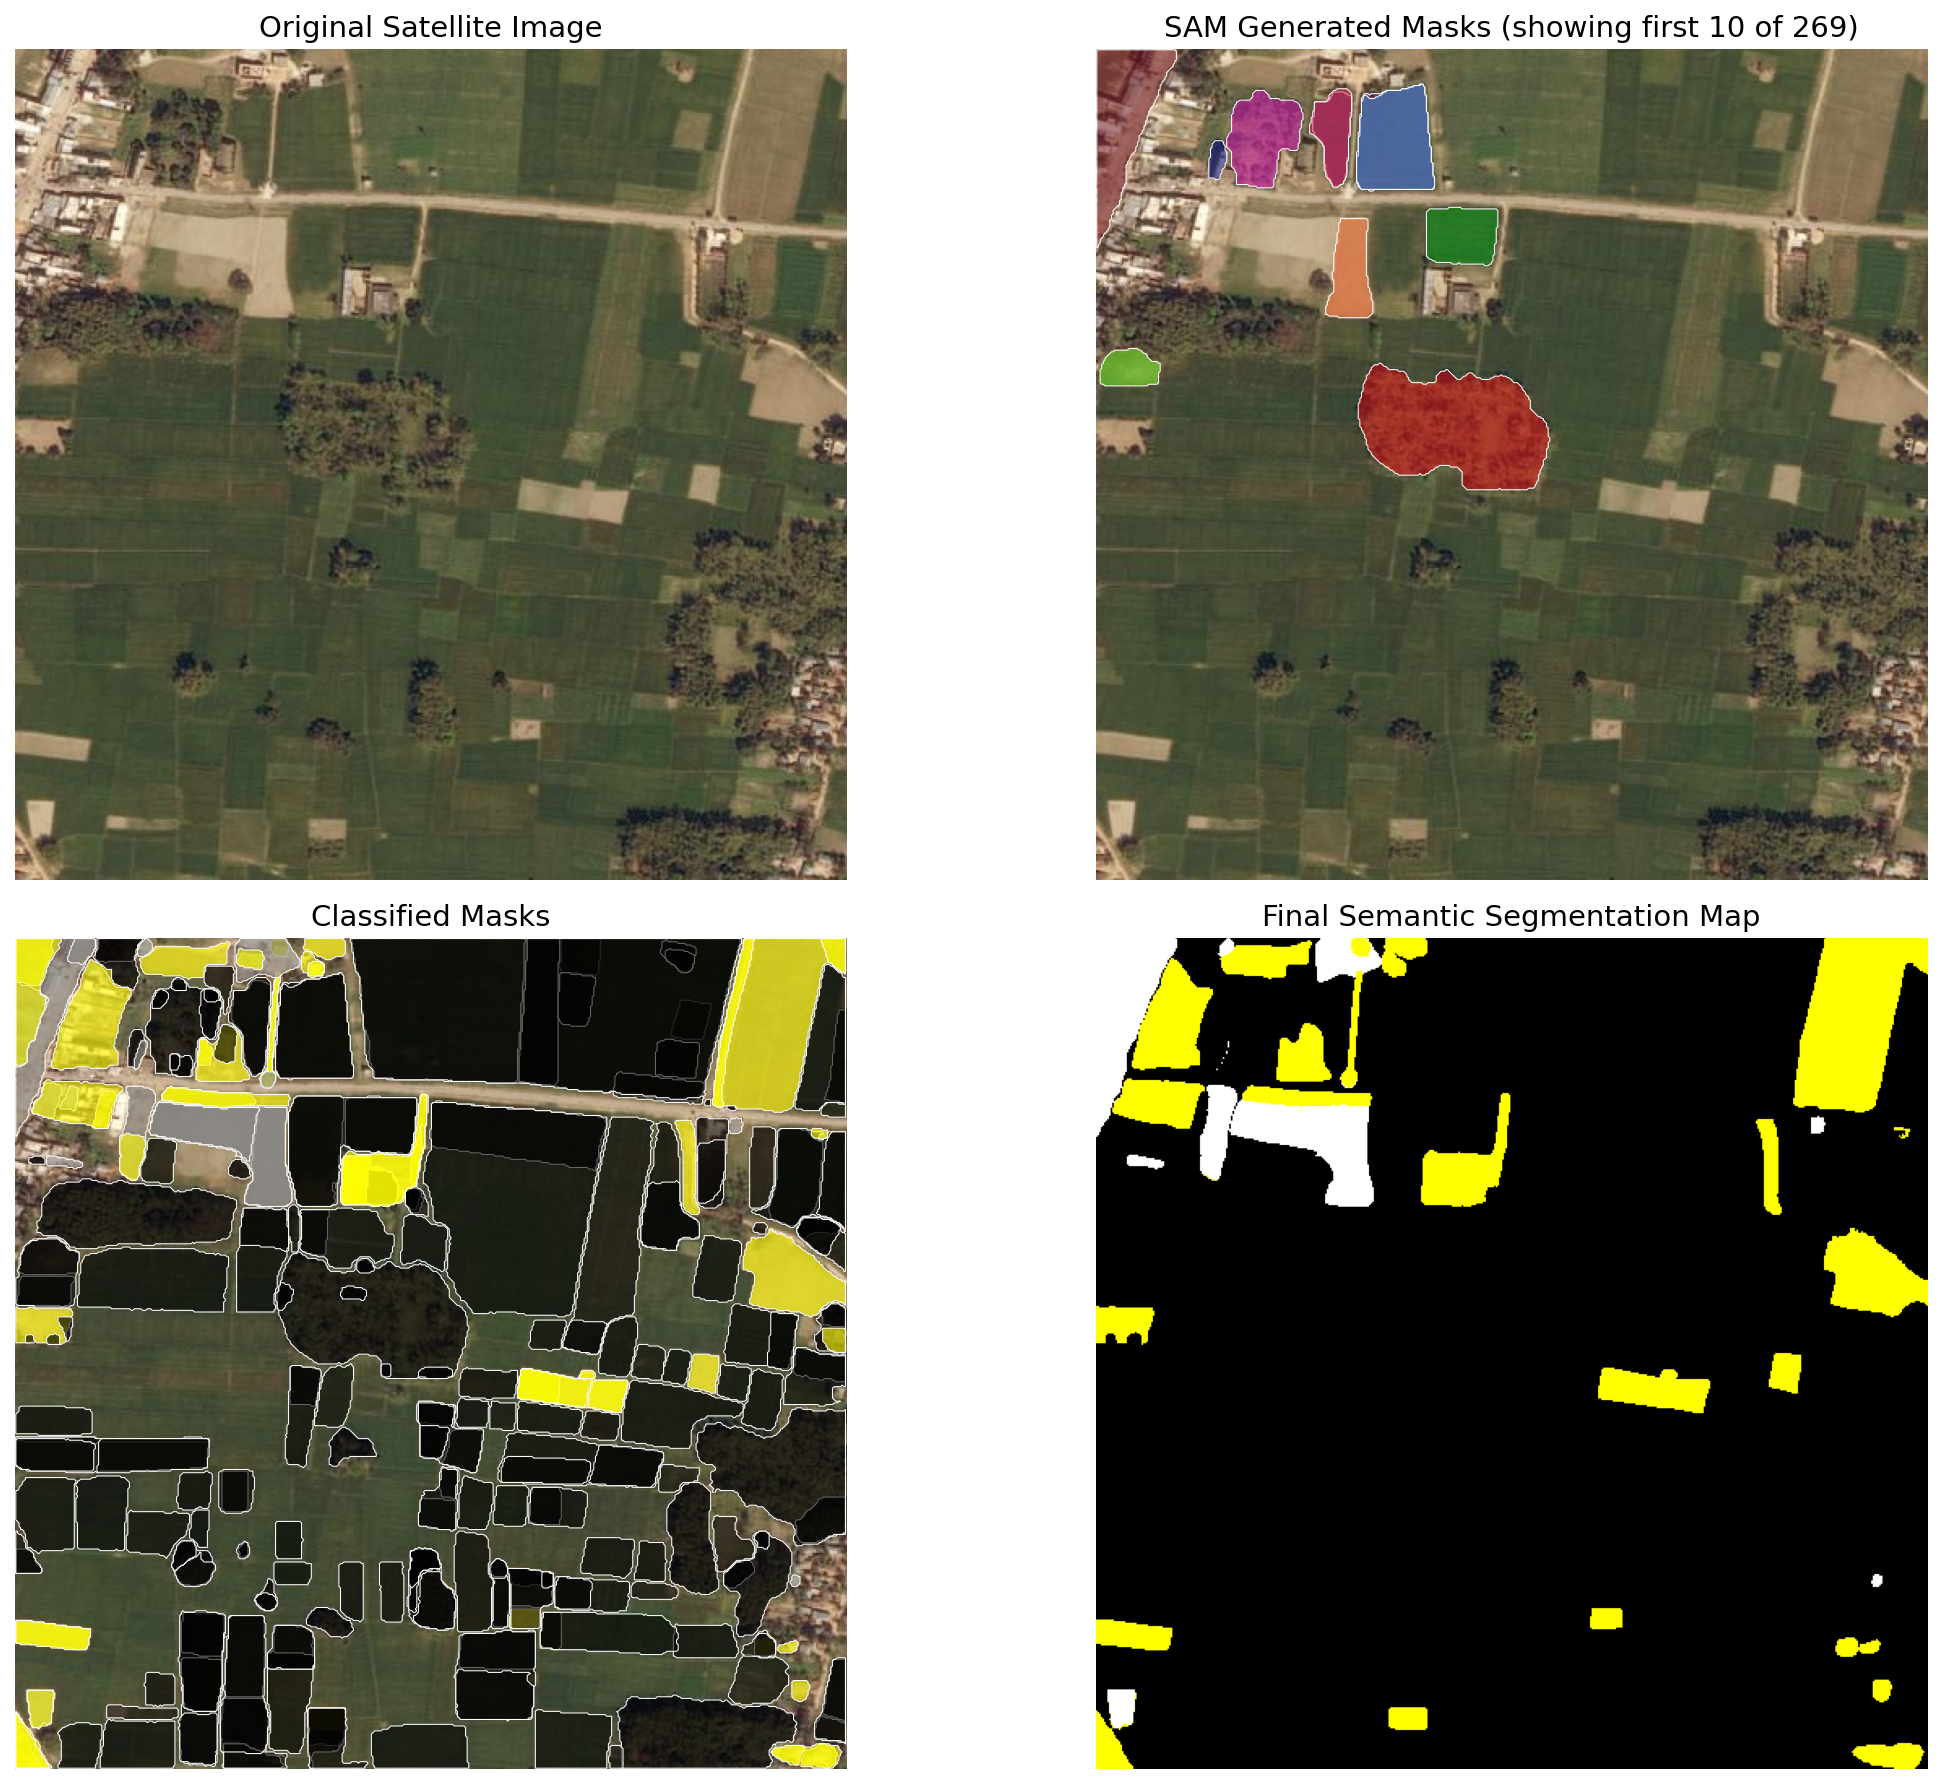 Original Satellite Image
SAM Generated Masks (showing first 10 of 269)
Classified Masks
Final Semantic Segmentation Map